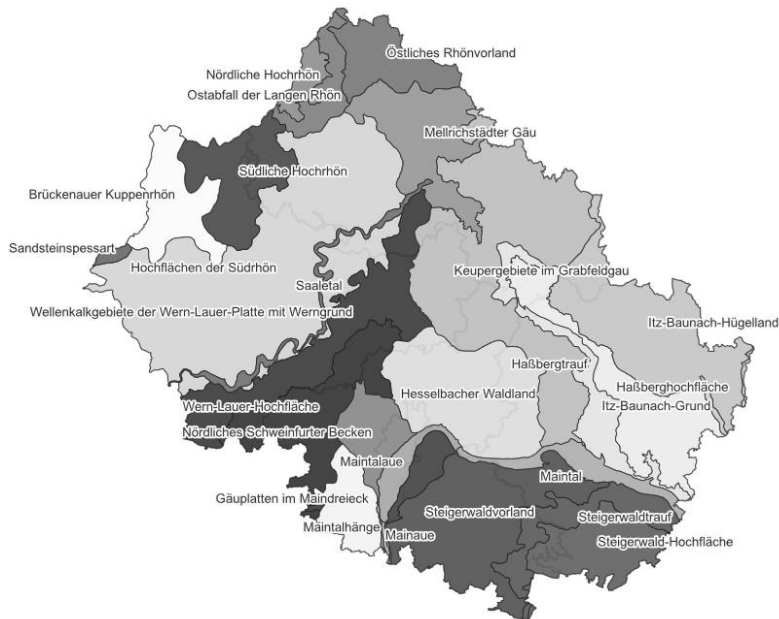 Östliches Rhönvorland
Nördliche Hochrhön
Ostabfall der Langen Rhön
Mellrichstädter Gäu
Südliche Hochrhön
Brückenauer Kuppenrhön
Sandsteinspessart
Hochflächen der Südrhön
Keupergebiete im Grabfeldgau
Saaletal
Wellenkalkgebiete der Wern-Lauer-Platte mit Werngrund
Itz-Baunach-Hügelland
Haßbergtrauf
Haßberghochfläche
Hesselbacher Waldland
Itz-Baunach-Grund
Wern-Lauer-Hochfläche
Nördliches Schweinfurter Becken
Maintalaue
Maintal
Gäuplatten im Maindreieck
Steigerwaldvorland
Steigerwaldtrauf
Maintalhänge
Mainaue
Steigerwald-Hochfläche